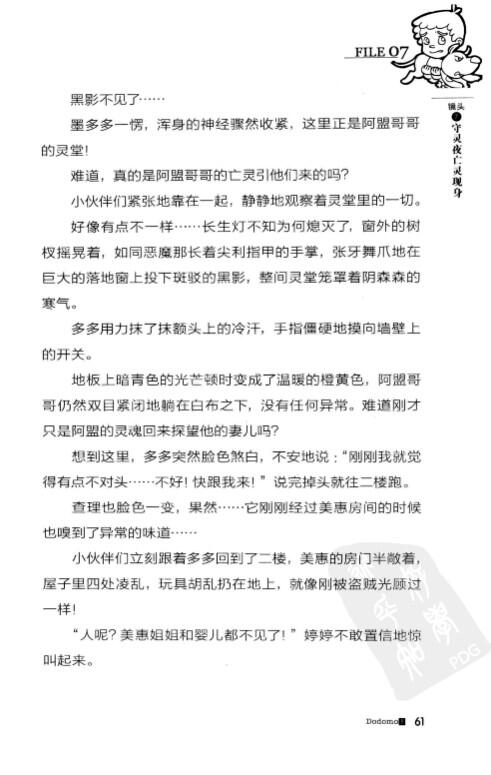 FILE 07
镜头
守灵夜亡灵现身
黑影不见了……
墨多多一愣，浑身的神经骤然收紧，这里正是阿盟哥哥
的灵堂！
难道，真的是阿盟哥哥的亡灵引他们来的吗？
小伙伴们紧张地靠在一起，静静地观察着灵堂里的一切。
好像有点不一样……长生灯不知为何熄灭了，窗外的树
杈摇晃着，如同恶魔那长着尖利指甲的手掌，张牙舞爪地在
巨大的落地窗上投下斑驳的黑影，整间灵堂笼罩着阴森森的
寒气。
多多用力抹了抹额头上的冷汗，手指僵硬地摸向墙壁上
的开关。
地板上暗青色的光芒顿时变成了温暖的橙黄色，阿盟哥
哥仍然双目紧闭地躺在白布之下，没有任何异常。难道刚才
只是阿盟的灵魂回来探望他的妻儿吗？
想到这里，多多突然脸色煞白，不安地说：“刚刚我就觉
得有点不对头……不好！快跟我来！”说完掉头就往二楼跑。
查理也脸色一变，果然……它刚刚经过美惠房间的时候
也嗅到了异常的味道……
小伙伴们立刻跟着多多回到了二楼，美惠的房门半敞着，
屋子里四处凌乱，玩具胡乱扔在地上，就像刚被盗贼光顾过
一样！
“人呢？美惠姐姐和婴儿都不见了！”婷婷不敢置信地惊
叫起来。
PDG
Dodomo
61